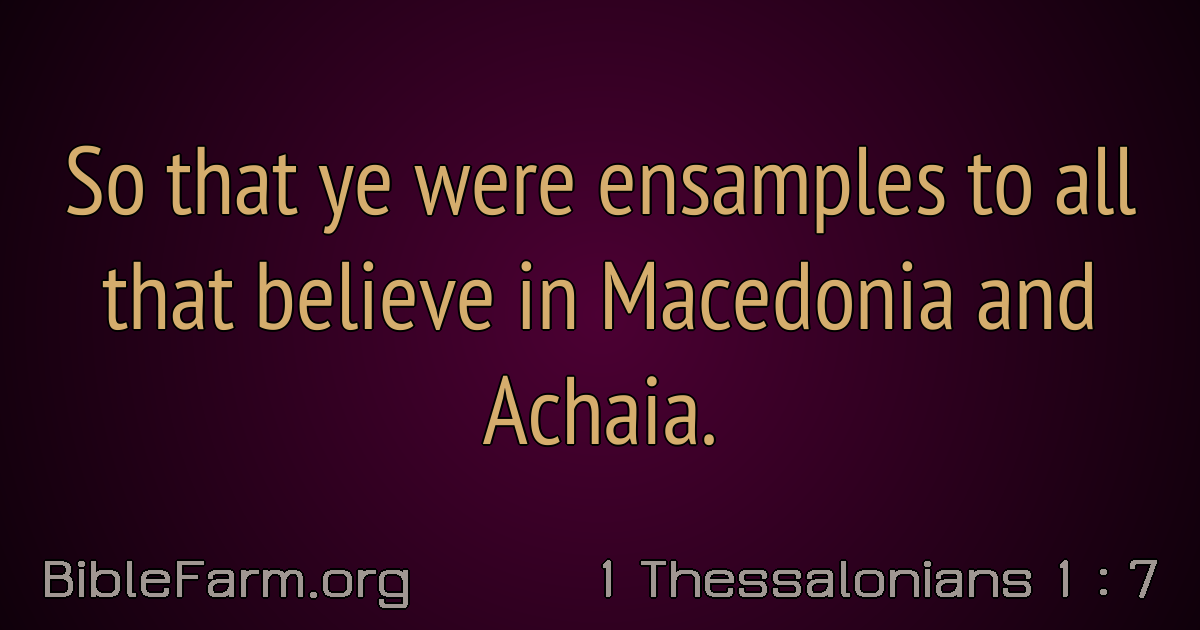 So that ye were ensamples to all
that believe in Macedonia and
Achaia.
BibleFarm.org
1 Thessalonians 1 : 7